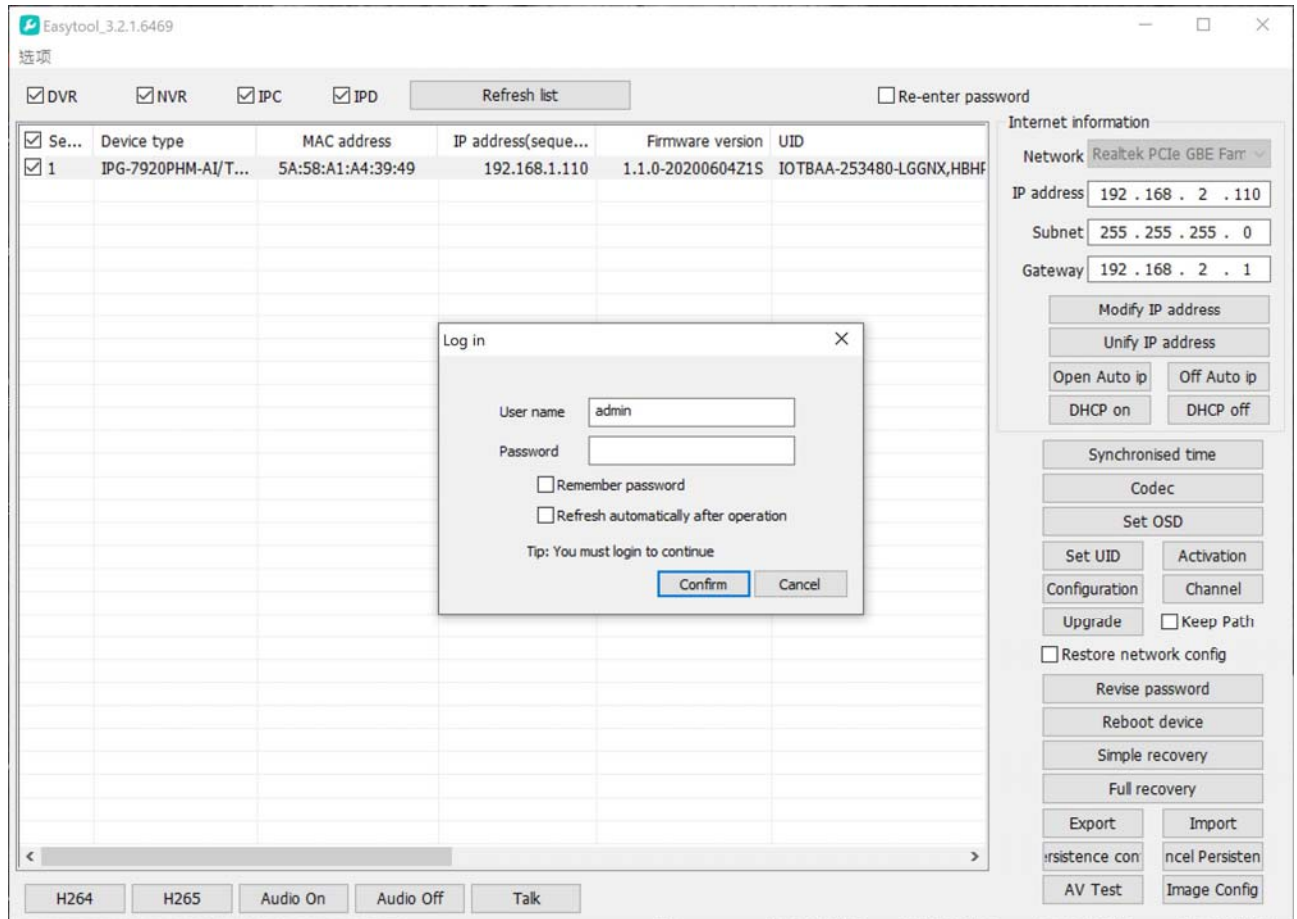 Easytool_3.2.1.6469
选项
DVR NVR IPC IPD Refresh list Re-enter password
Internet information
Se... Device type MAC address IP address(seque... Firmware version UID
1 IPG-7920PHM-AI/T... 5A:58:A1:A4:39:49 192.168.1.110 1.1.0-20200604Z1S IOTBAA-253480-LGGNX,HBHF
Network Realtek PCIe GBE Fam
IP address 192 . 168 . 2 . 110
Subnet 255 . 255 . 255 . 0
Gateway 192 . 168 . 2 . 1
Modify IP address
Unify IP address
Open Auto ip Off Auto ip
DHCP on DHCP off
Log in
User name admin
Password
Remember password
Refresh automatically after operation
Tip: You must login to continue
Confirm Cancel
Synchronised time
Codec
Set OSD
Set UID Activation
Configuration Channel
Upgrade Keep Path
Restore network config
Revise password
Reboot device
Simple recovery
Full recovery
Export Import
ersistence con ncel Persisten
AV Test Image Config
H264 H265 Audio On Audio Off Talk